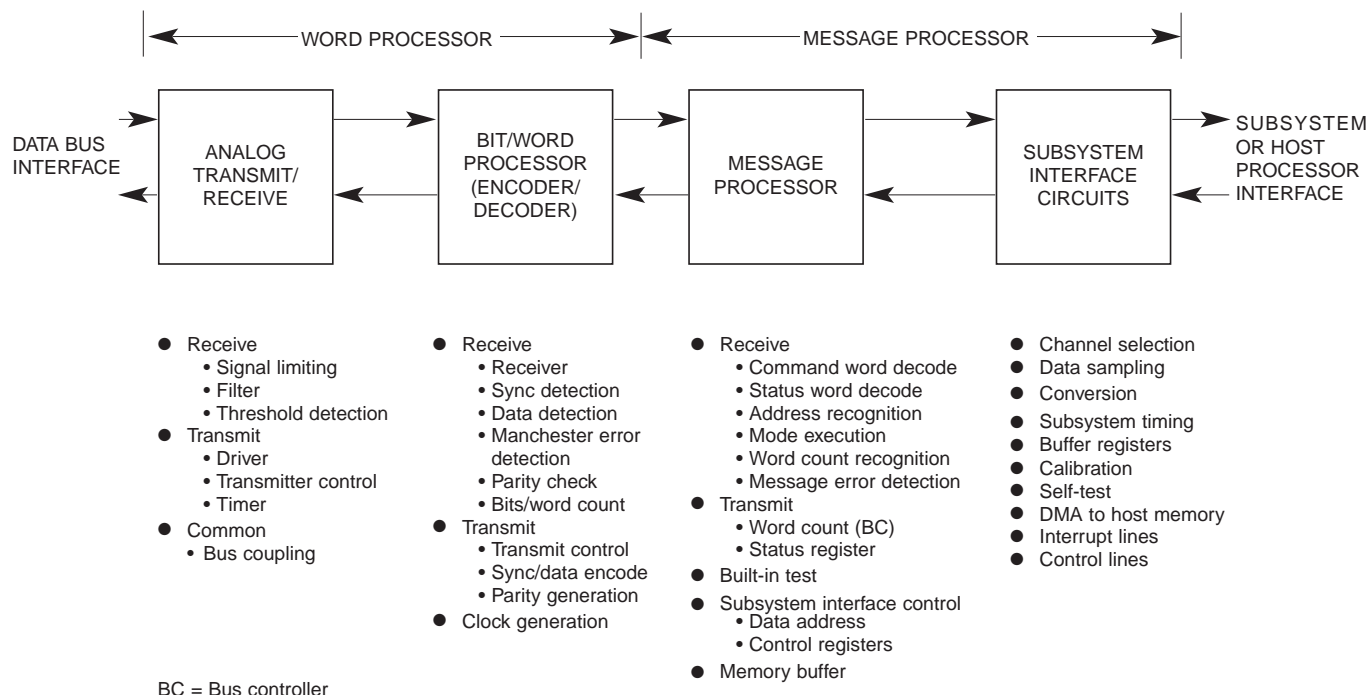 WORD PROCESSOR
MESSAGE PROCESSOR
DATA BUS
INTERFACE
ANALOG
TRANSMIT/
RECEIVE
BIT/WORD
PROCESSOR
(ENCODER/
DECODER)
MESSAGE
PROCESSOR
SUBSYSTEM
INTERFACE
CIRCUITS
SUBSYSTEM
OR HOST
PROCESSOR
INTERFACE
● Receive
• Signal limiting
• Filter
• Threshold detection
● Transmit
• Driver
• Transmitter control
• Timer
● Common
• Bus coupling
● Receive
• Receiver
• Sync detection
• Data detection
• Manchester error
detection
• Parity check
• Bits/word count
● Transmit
• Transmit control
• Sync/data encode
• Parity generation
● Clock generation
● Receive
• Command word decode
• Status word decode
• Address recognition
• Mode execution
• Word count recognition
• Message error detection
● Transmit
• Word count (BC)
• Status register
● Built-in test
● Subsystem interface control
• Data address
• Control registers
● Memory buffer
● Channel selection
● Data sampling
● Conversion
● Subsystem timing
● Buffer registers
● Calibration
● Self-test
● DMA to host memory
● Interrupt lines
● Control lines
BC = Bus controller